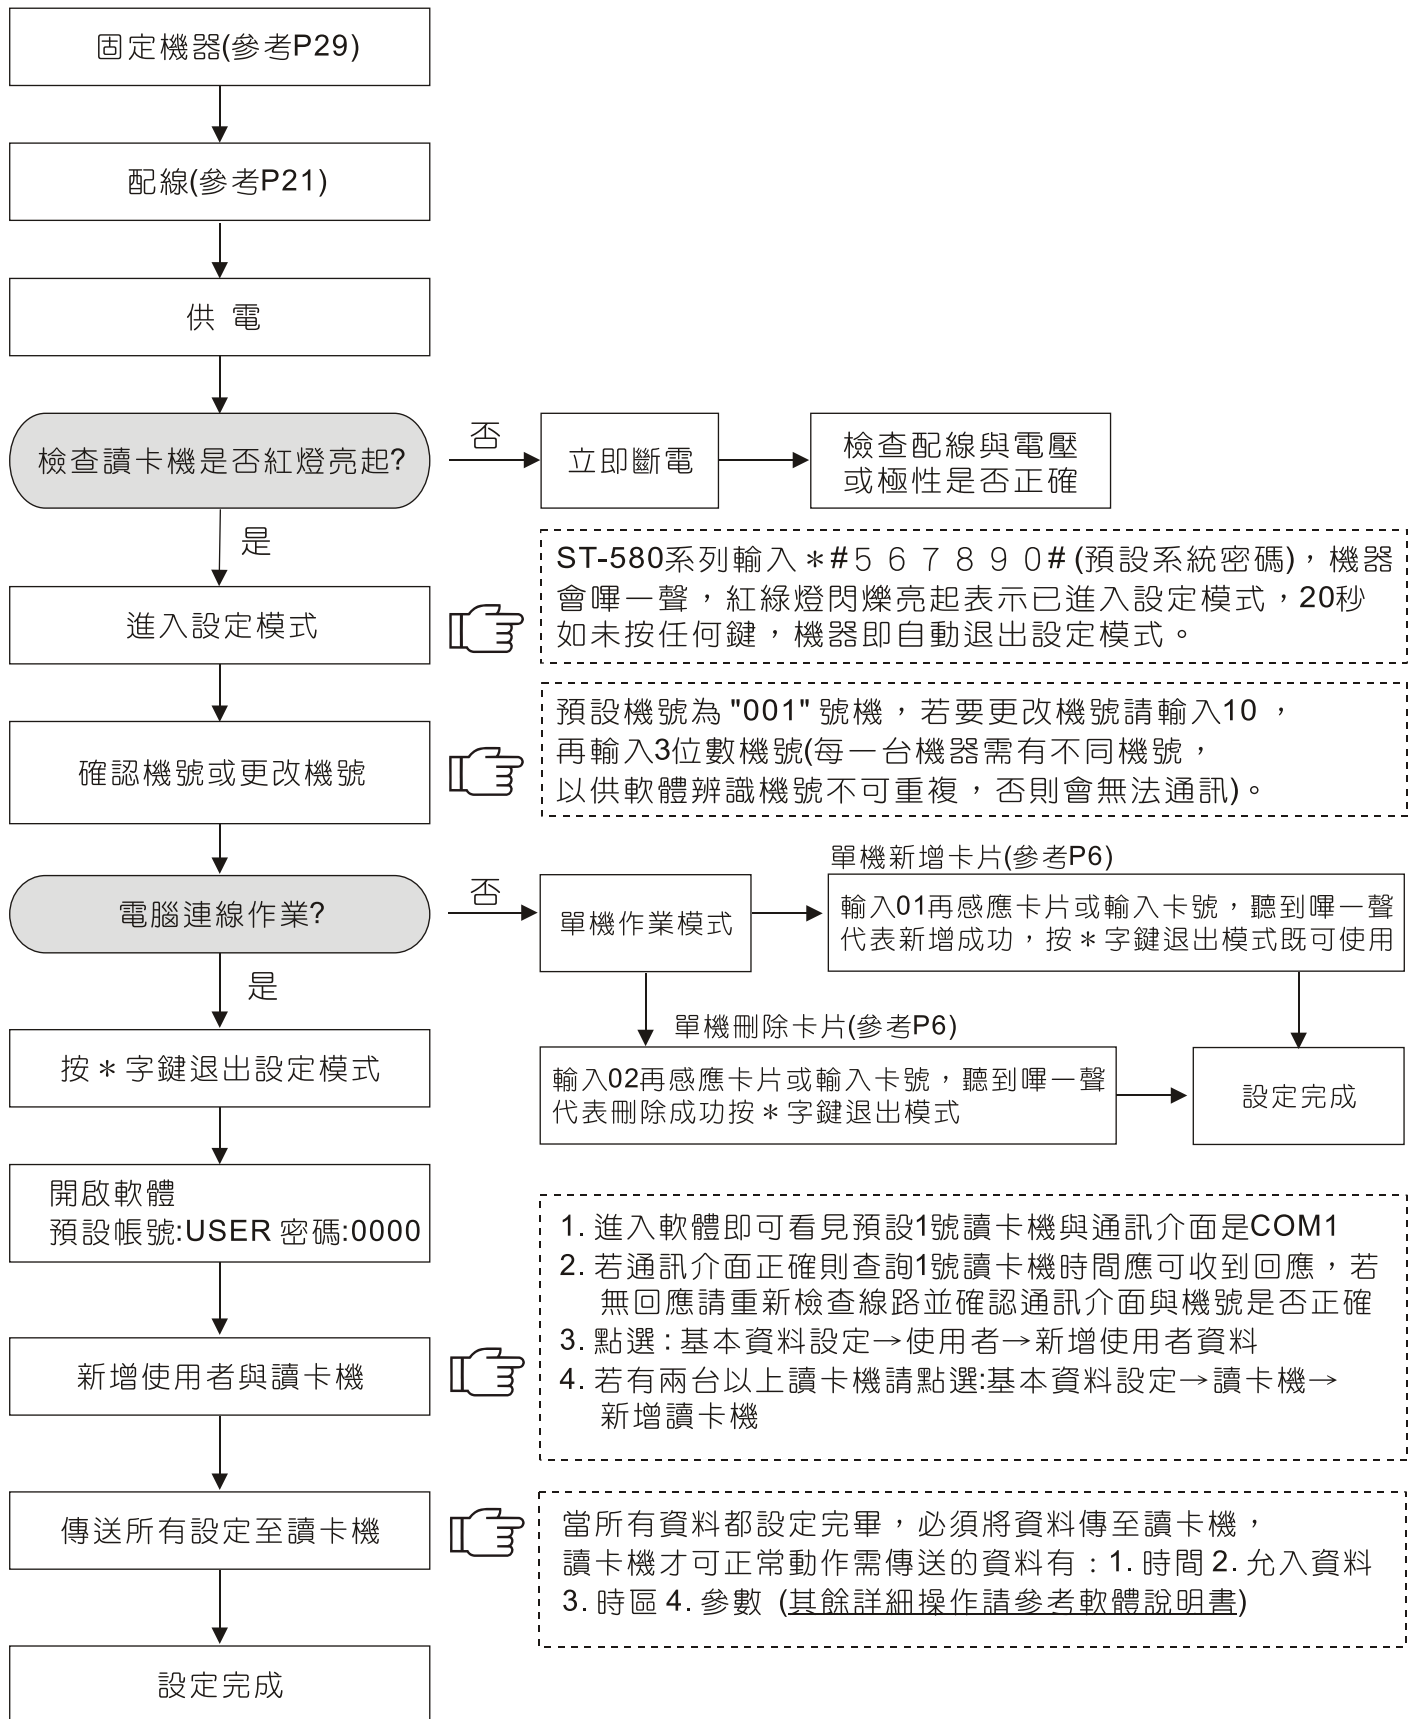 固定機器(參考P29)
配線(參考P21)
供 電
檢查讀卡機是否紅燈亮起?
否
立即斷電
檢查配線與電壓
或極性是否正確
是
ST-580系列輸入＊#５６７８９０# (預設系統密碼)，機器
會嗶一聲，紅綠燈閃爍亮起表示已進入設定模式，20秒
如未按任何鍵，機器即自動退出設定模式。
進入設定模式
預設機號為 "001" 號機，若要更改機號請輸入10 ，
再輸入3位數機號(每一台機器需有不同機號，
以供軟體辨識機號不可重複，否則會無法通訊)。
確認機號或更改機號
電腦連線作業?
否
單機作業模式
單機新增卡片(參考P6)
輸入01再感應卡片或輸入卡號，聽到嗶一聲
代表新增成功，按＊字鍵退出模式既可使用
是
單機刪除卡片(參考P6)
輸入02再感應卡片或輸入卡號，聽到嗶一聲
代表刪除成功按＊字鍵退出模式
設定完成
按＊字鍵退出設定模式
開啟軟體
預設帳號:USER 密碼:0000
1. 進入軟體即可看見預設1號讀卡機與通訊介面是COM1
2. 若通訊介面正確則查詢1號讀卡機時間應可收到回應，若
無回應請重新檢查線路並確認通訊介面與機號是否正確
3. 點選：基本資料設定→使用者→新增使用者資料
4. 若有兩台以上讀卡機請點選:基本資料設定→讀卡機→
新增讀卡機
新增使用者與讀卡機
傳送所有設定至讀卡機
當所有資料都設定完畢，必須將資料傳至讀卡機，
讀卡機才可正常動作需傳送的資料有：1. 時間 2. 允入資料
3. 時區 4. 參數 (其餘詳細操作請參考軟體說明書)
設定完成